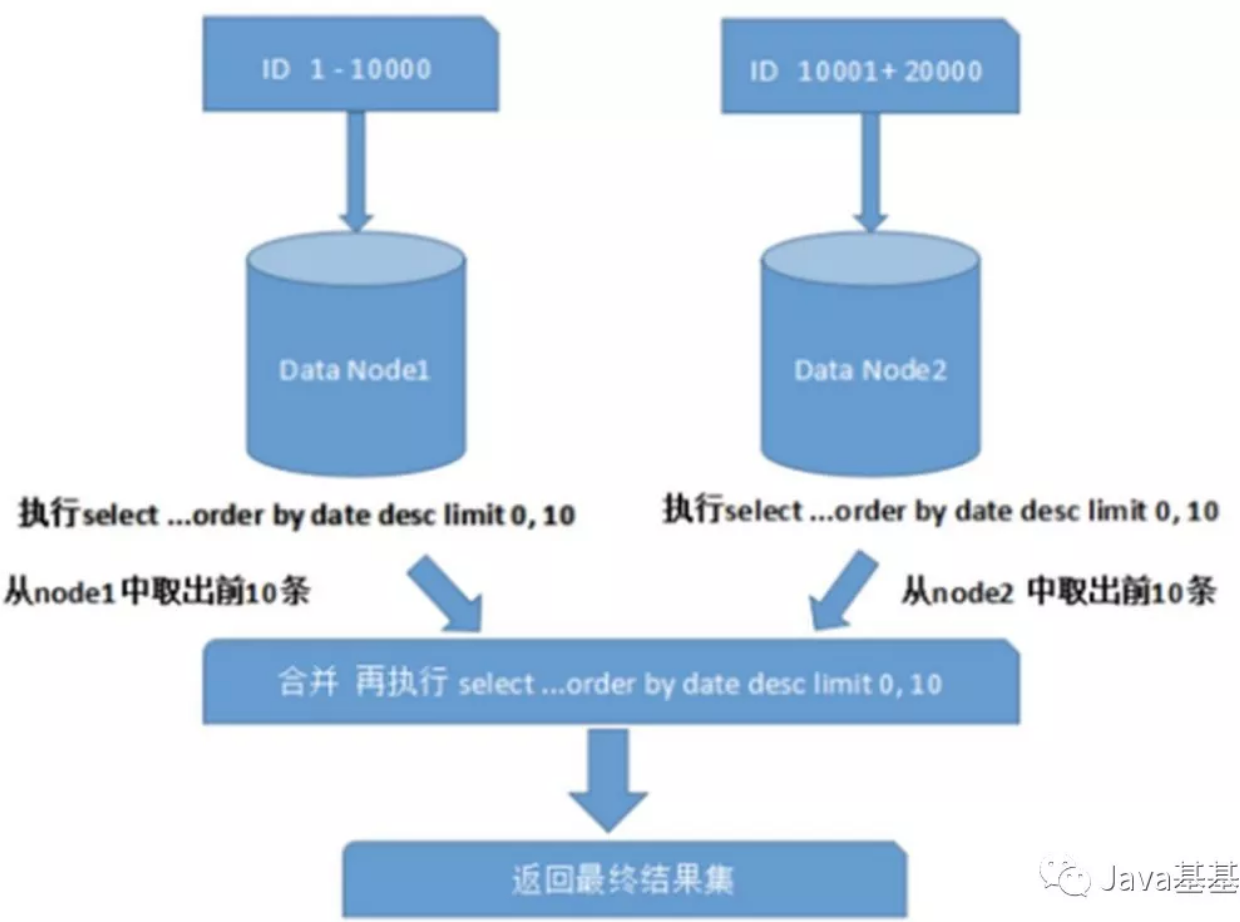 ID 1 - 10000
ID 10001+ 20000
Data Node1
Data Node2
执行select ...order by date desc limit 0, 10
执行select ...order by date desc limit 0, 10
从node1 中取出前10 条
从node2 中取出前10 条
合并 再执行 select ...order by date desc limit 0, 10
返回最终结果集
Java基基